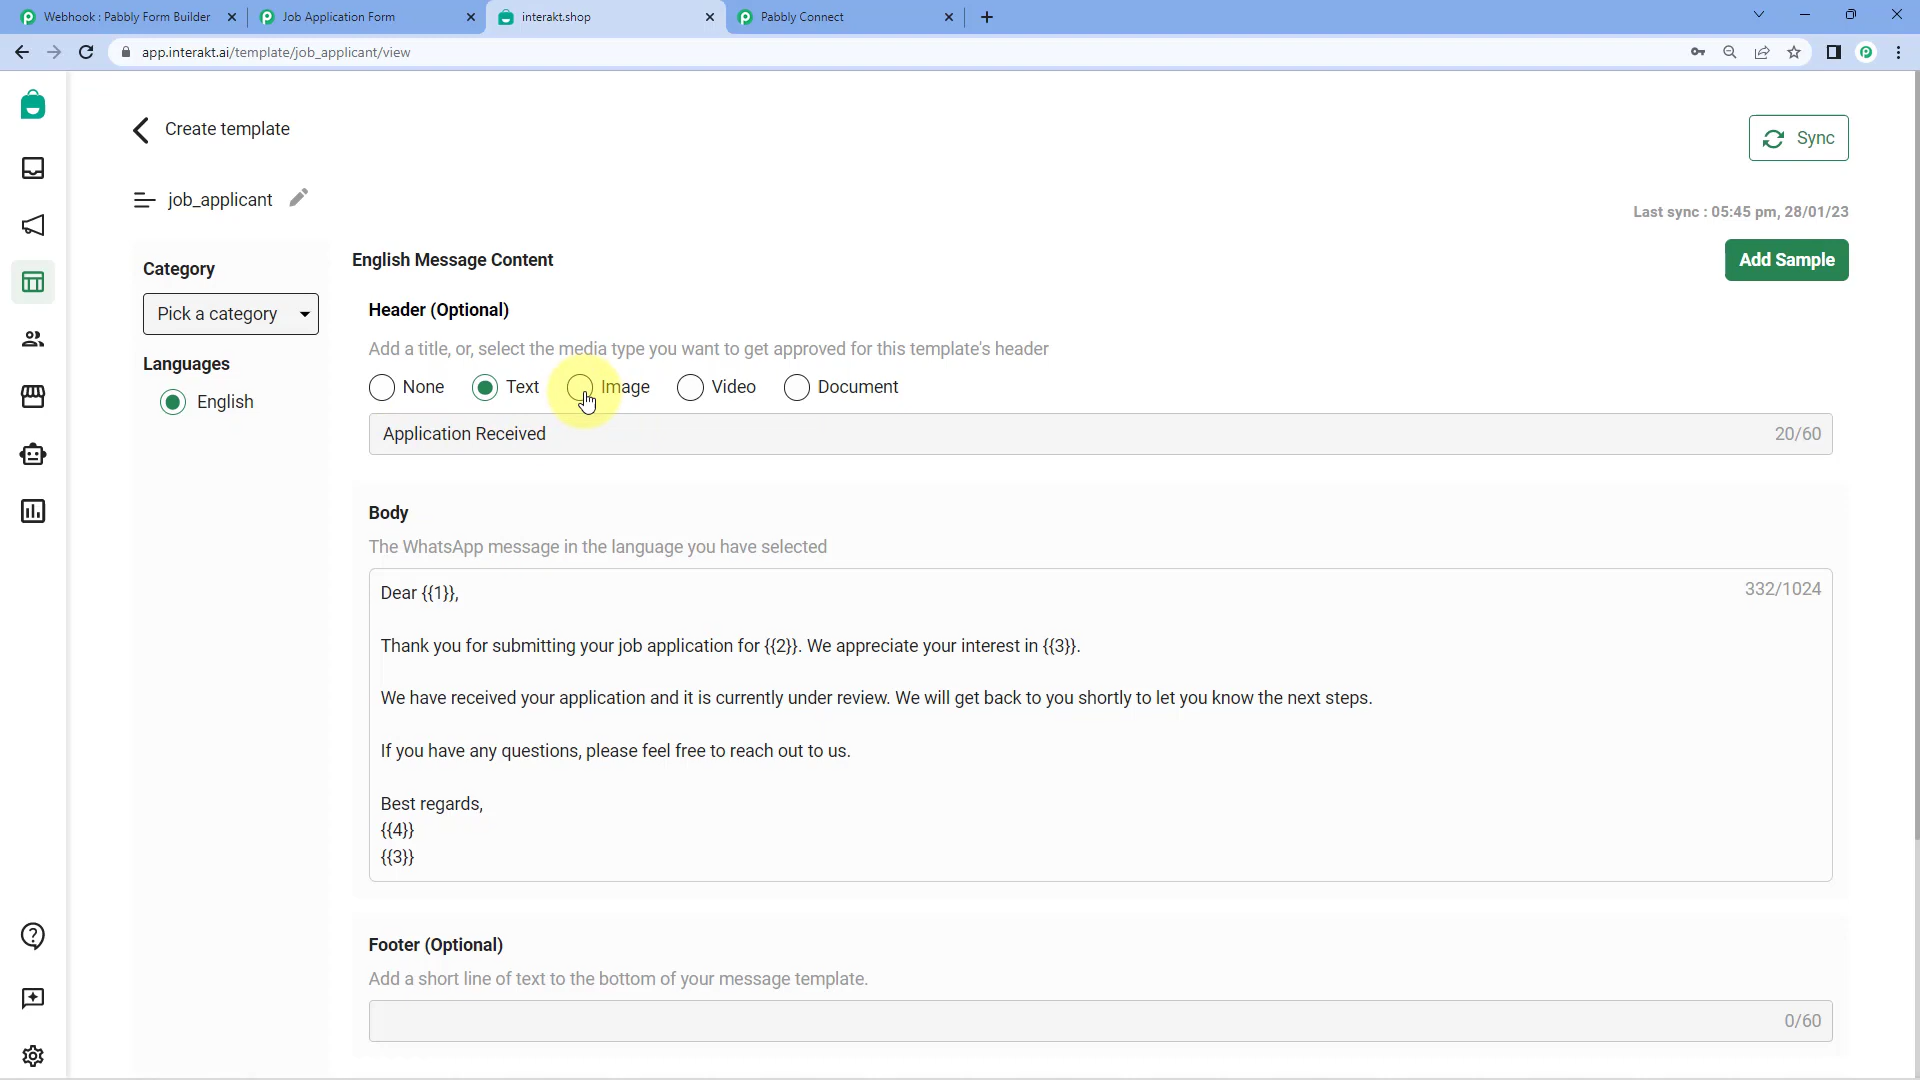 Webhook : Pabbly Form Builder
Job Application Form
interakt.shop
Pabbly Connect
app.interakt.ai/template/job_applicant/view
Create template
Sync
job_applicant
Last sync : 05:45 pm, 28/01/23
Category
Pick a category
Languages
English
English Message Content
Add Sample
Header (Optional)
Add a title, or, select the media type you want to get approved for this template's header
None Text Image Video Document
Application Received 20/60
Body
The WhatsApp message in the language you have selected
332/1024
Dear {{1}},
Thank you for submitting your job application for {{2}}. We appreciate your interest in {{3}}.
We have received your application and it is currently under review. We will get back to you shortly to let you know the next steps.
If you have any questions, please feel free to reach out to us.
Best regards,
{{4}}
{{3}}
Footer (Optional)
Add a short line of text to the bottom of your message template.
0/60